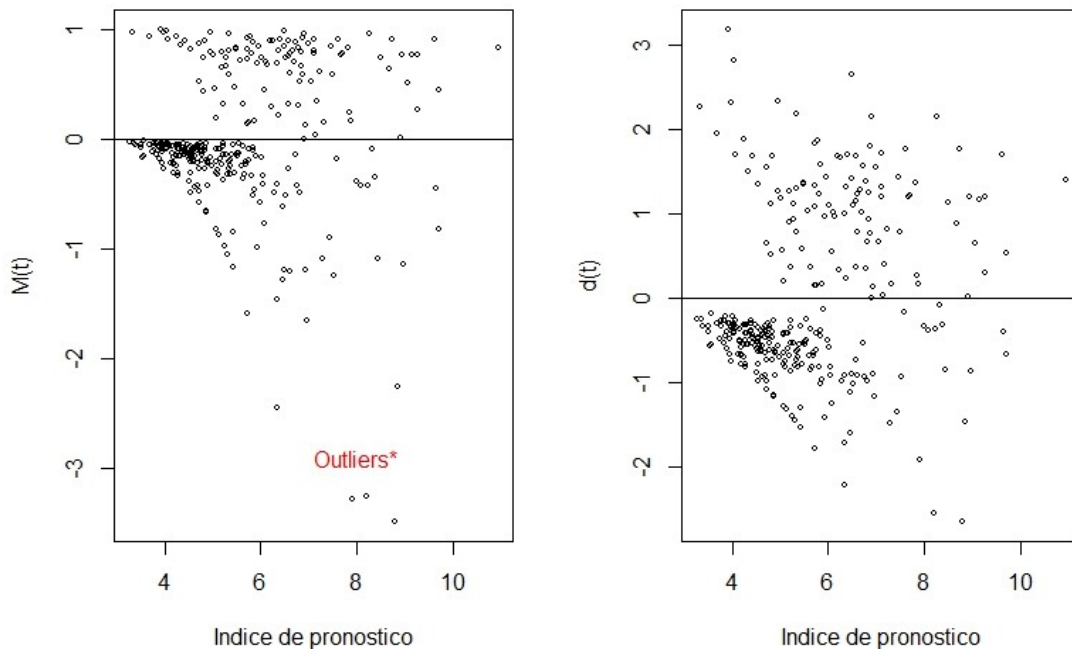 M(t)
1
0
-1
-2
-3
Outliers*
4 6 8 10
Indice de pronostico
d(t)
3
2
1
0
-1
-2
4 6 8 10
Indice de pronostico